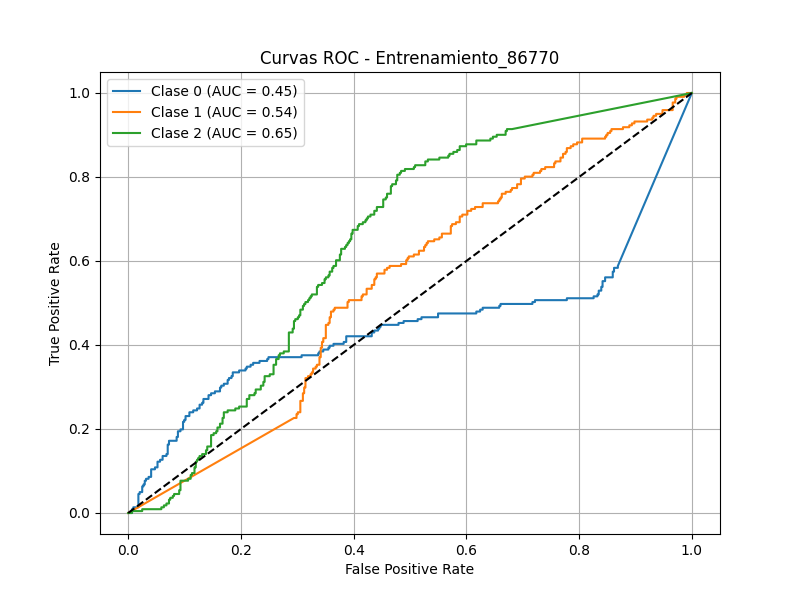 Curvas ROC - Entrenamiento_86770
Clase 0 (AUC = 0.45)
Clase 1 (AUC = 0.54)
Clase 2 (AUC = 0.65)
True Positive Rate
1.0
0.8
0.6
0.4
0.2
0.0
0.0 0.2 0.4 0.6 0.8 1.0
False Positive Rate